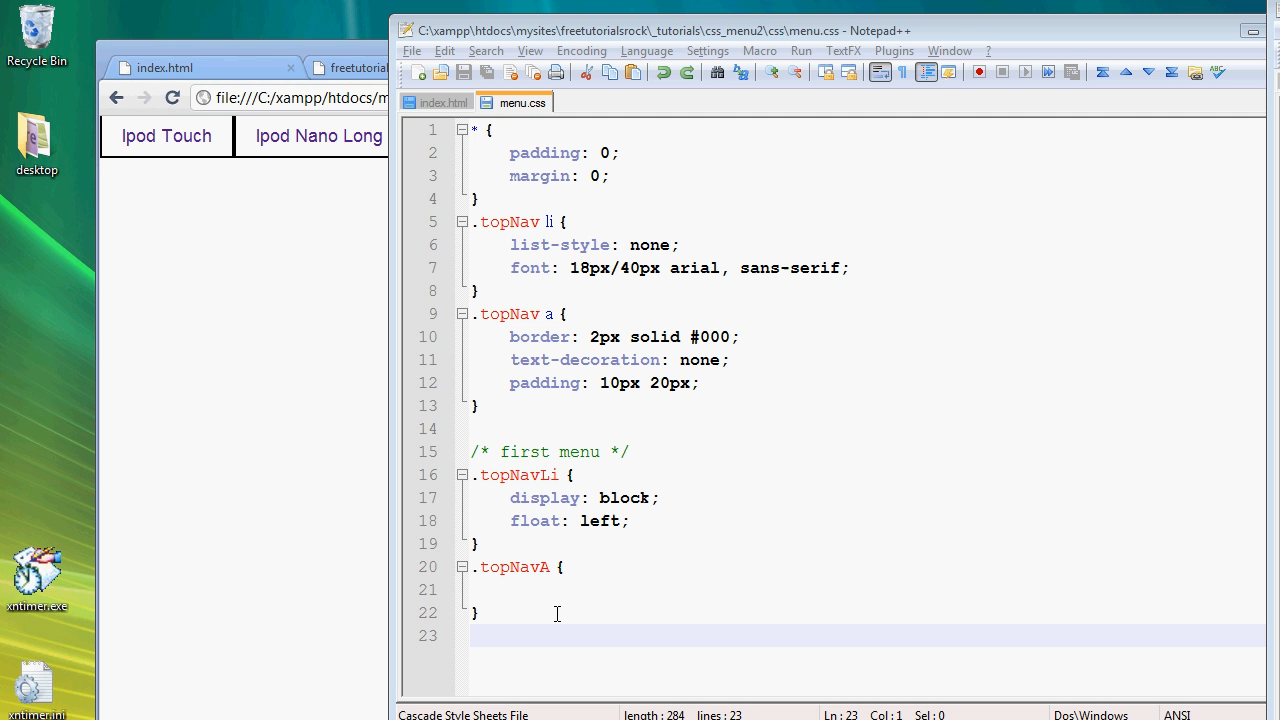 Recycle Bin
desktop
xntimer.exe
xntimer.ini
index.html
freetutorial
file:///C:/xampp/htdocs/m
Ipod Touch
Ipod Nano Long
C:\xampp\htdocs\mysites\freetutorialsrock\_tutorials\css_menu2\css\menu.css - Notepad++
File Edit Search View Encoding Language Settings Macro Run TextFX Plugins Window ?
index.html menu.css
1 * {
2 padding: 0;
3 margin: 0;
4 }
5 .topNav li {
6 list-style: none;
7 font: 18px/40px arial, sans-serif;
8 }
9 .topNav a {
10 border: 2px solid #000;
11 text-decoration: none;
12 padding: 10px 20px;
13 }
14
15 /* first menu */
16 .topNavLi {
17 display: block;
18 float: left;
19 }
20 .topNavA {
21
22 }
23
Cascade Style Sheets File length : 284 lines : 23 Ln : 23 Col : 1 Sel : 0 Dos\Windows ANSI